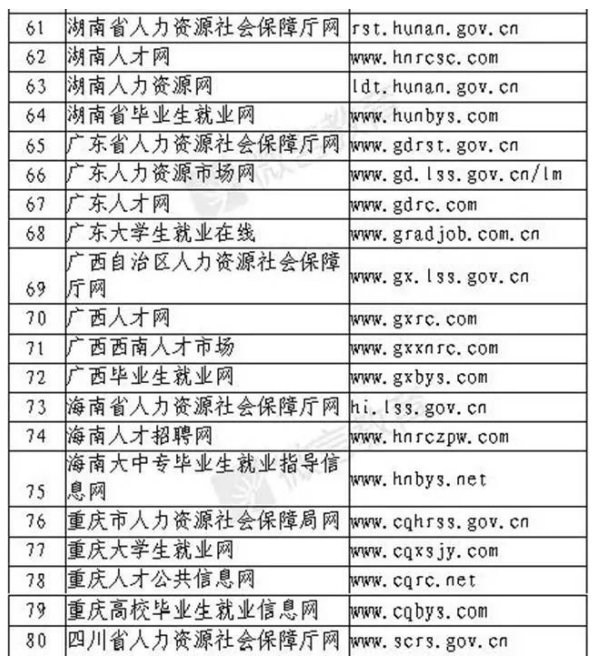 61 湖南省人力资源社会保障厅网 rst.hunan.gov.cn
62 湖南人才网 www.hnrcsc.com
63 湖南人力资源网 ldt.hunan.gov.cn
64 湖南省毕业生就业网 www.hunbys.com
65 广东省人力资源社会保障厅网 www.gdrst.gov.cn
66 广东人力资源市场网 www.gd.lss.gov.cn/lm
67 广东人才网 www.gdrc.com
68 广东大学生就业在线 www.gradjob.com.cn
广西自治区人力资源社会保障
69 厅网 www.gx.lss.gov.cn
70 广西人才网 www.gxrc.com
71 广西西南人才市场 www.gxxnrc.com
72 广西毕业生就业网 www.gxbys.com
73 海南省人力资源社会保障厅网 hi.lss.gov.cn
74 海南人才招聘网 www.hnrczpw.com
海南大中专毕业生就业指导信
75 息网 www.hnbys.net
76 重庆市人力资源社会保障局网 www.cqhrss.gov.cn
77 重庆大学生就业网 www.cqxsjy.com
78 重庆人才公共信息网 www.cqrc.net
79 重庆高校毕业生就业信息网 www.cqbys.com
80 四川省人力资源社会保障厅网 www.scrs.gov.cn